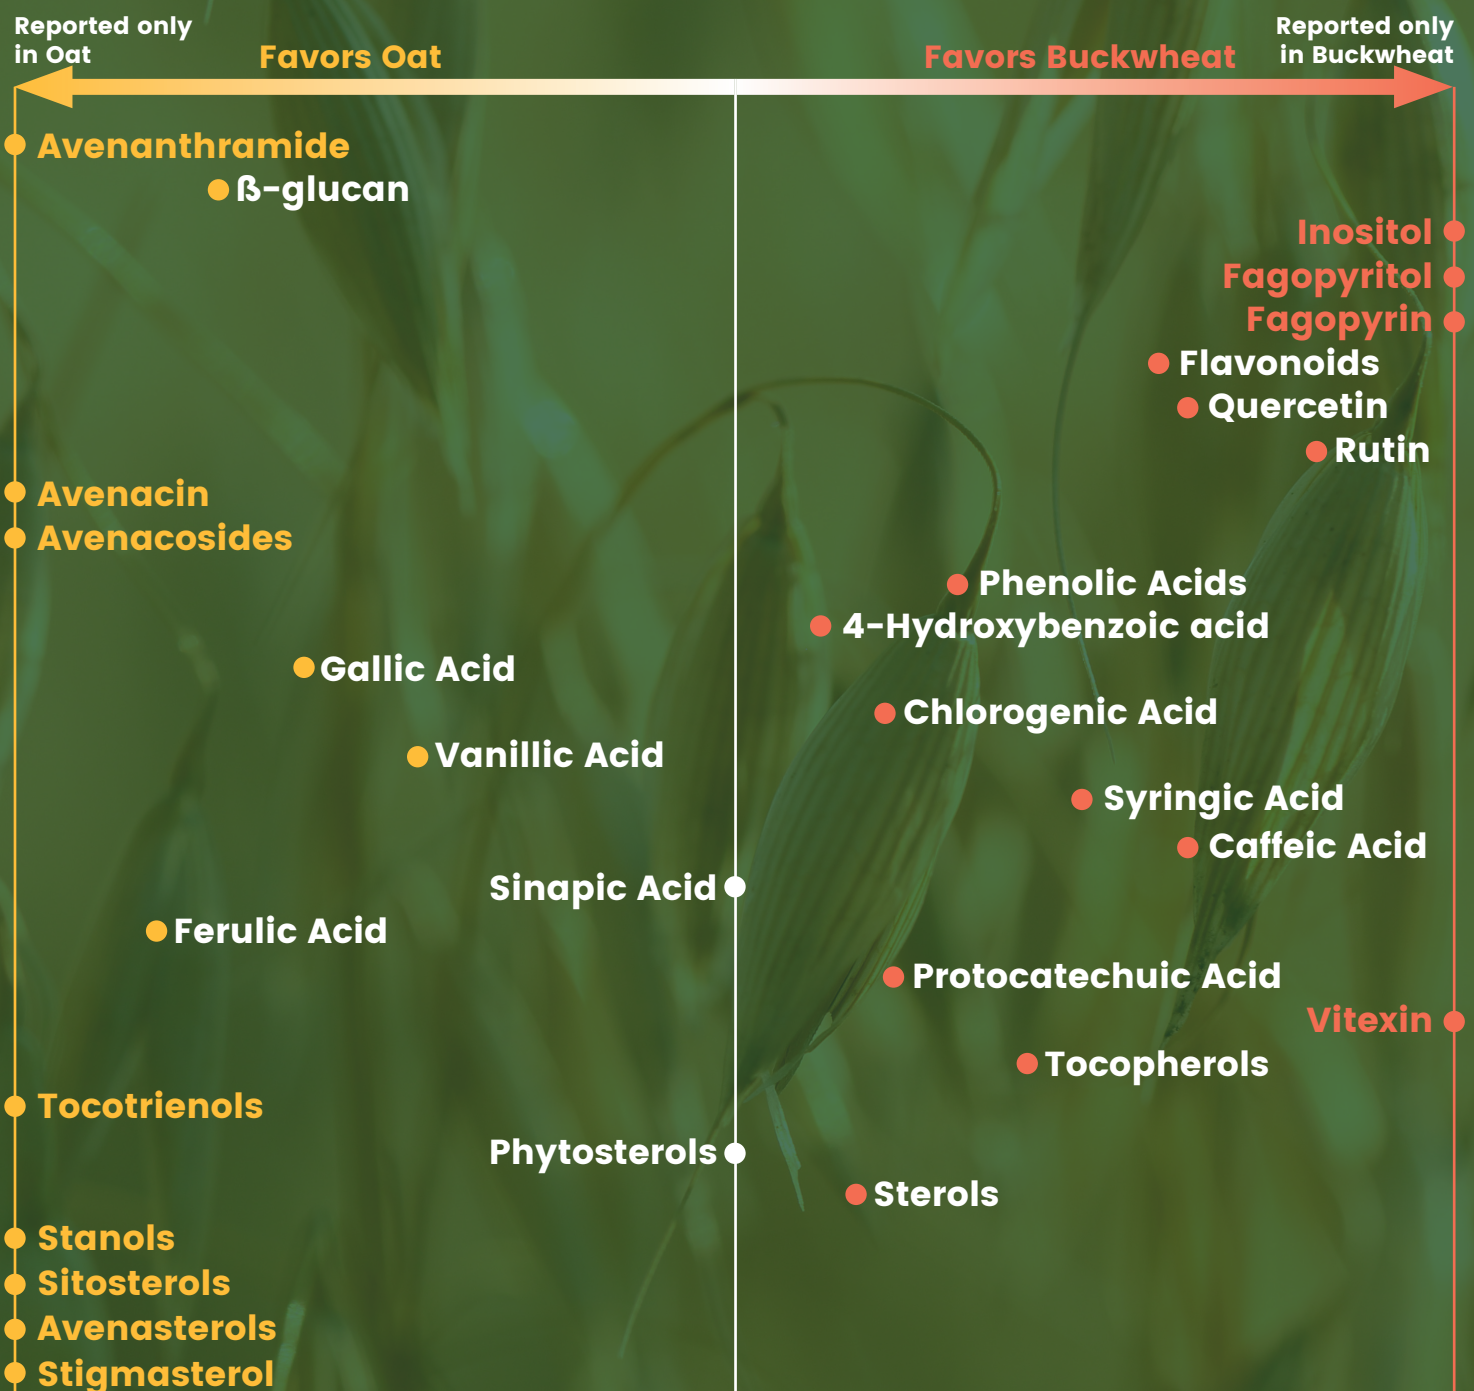 Reported only
in Oat
Favors Oat
Favors Buckwheat
Reported only
in Buckwheat
Avenanthramide
ß-glucan
Inositol
Fagopyritol
Fagopyrin
Flavonoids
Quercetin
Rutin
Avenacin
Avenacosides
Phenolic Acids
4-Hydroxybenzoic acid
Gallic Acid
Chlorogenic Acid
Vanillic Acid
Syringic Acid
Caffeic Acid
Sinapic Acid
Ferulic Acid
Protocatechuic Acid
Vitexin
Tocopherols
Tocotrienols
Phytosterols
Sterols
Stanols
Sitosterols
Avenasterols
Stigmasterol